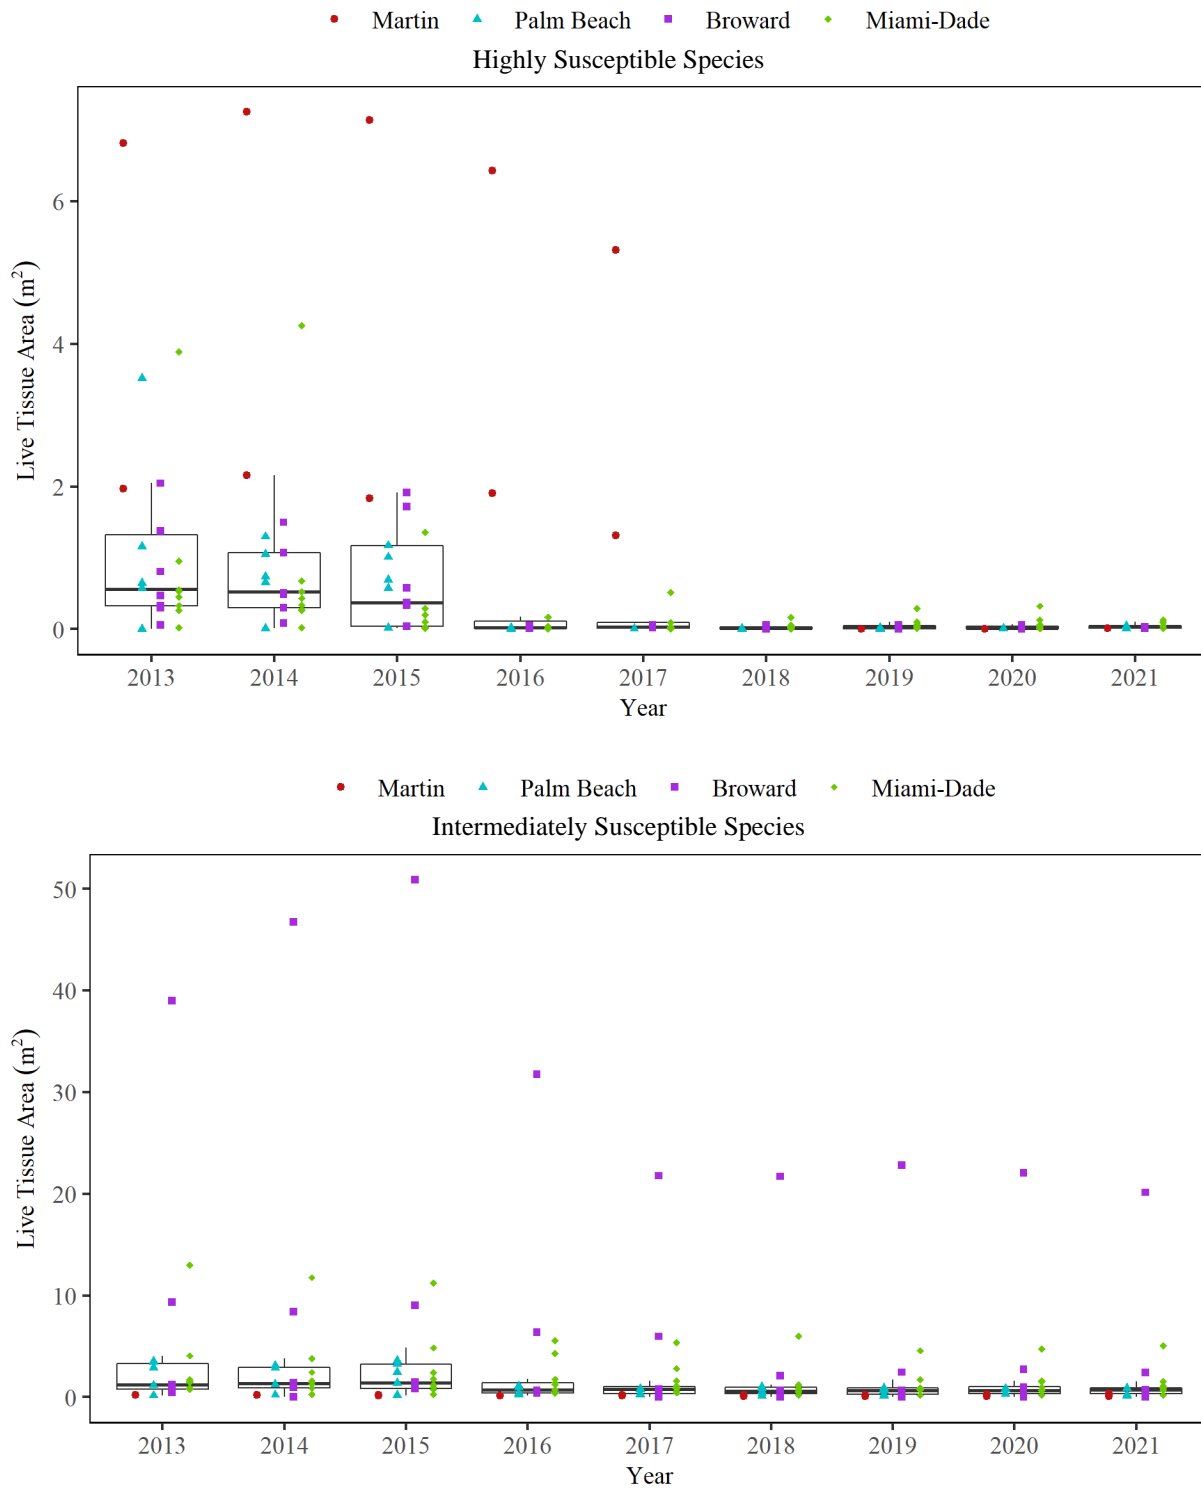 Martin Palm Beach Broward Miami-Dade
Highly Susceptible Species
Live Tissue Area (m²)
6
4
2
0
2013 2014 2015 2016 2017 2018 2019 2020 2021
Year
Martin Palm Beach Broward Miami-Dade
Intermediately Susceptible Species
Live Tissue Area (m²)
50
40
30
20
10
0
2013 2014 2015 2016 2017 2018 2019 2020 2021
Year